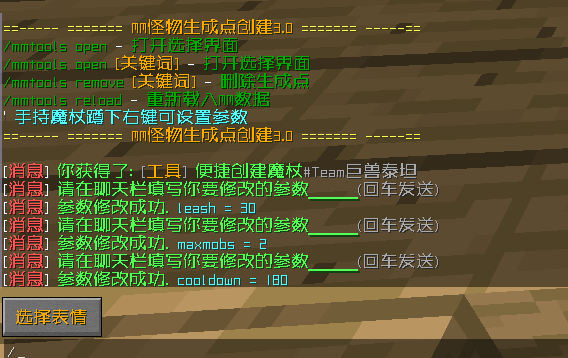 ==----- ======= MM怪物生成点创建3.0 ======= -----==
/mmtools open - 打开选择界面
/mmtools open [关键词] - 打开选择界面
/mmtools remove [关键词] - 删除生成点
/mmtools reload - 重新载入MM数据
' 手持魔杖蹲下右键可设置参数
==----- ======= MM怪物生成点创建3.0 ======= -----==
[消息] 你获得了: [工具] 便捷创建魔杖#Team巨兽泰坦
[消息] 请在聊天栏填写你要修改的参数_____(回车发送)
[消息] 参数修改成功. leash = 30
[消息] 请在聊天栏填写你要修改的参数_____(回车发送)
[消息] 参数修改成功. maxmobs = 2
[消息] 请在聊天栏填写你要修改的参数_____(回车发送)
[消息] 参数修改成功. cooldown = 180
选择表情
/_